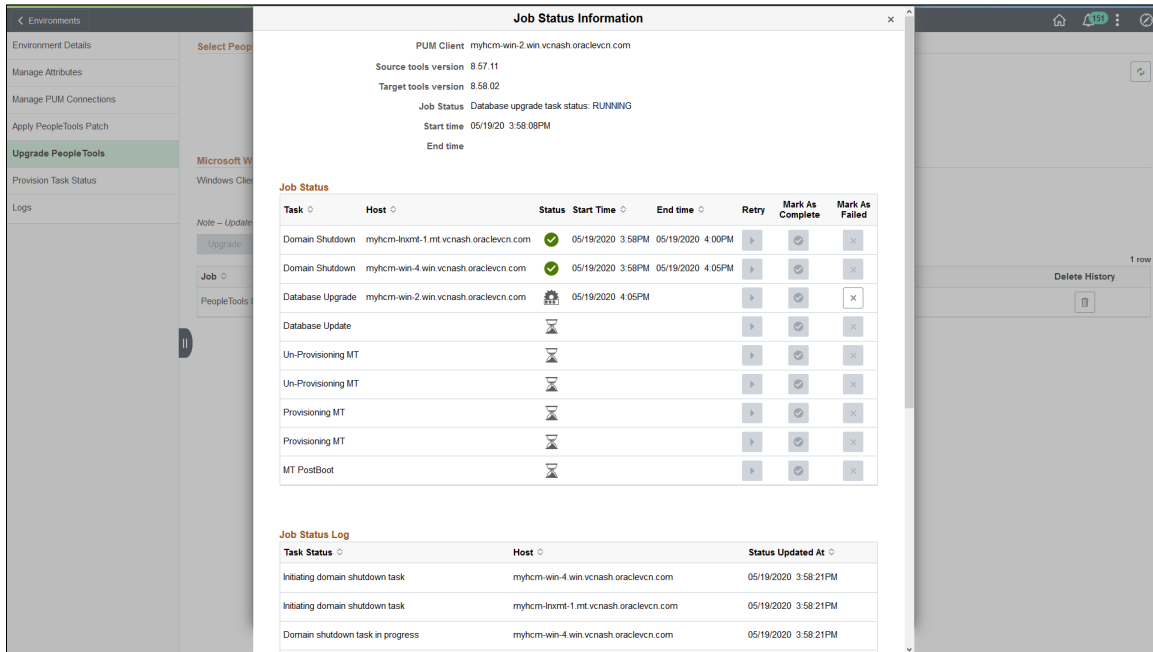 Environments
Job Status Information
×
151
Environment Details
Manage Attributes
Manage PUM Connections
Apply PeopleTools Patch
Upgrade PeopleTools
Provision Task Status
Logs
Select Peop
Microsoft W
Windows Clie
Note – Update
Upgrade
Job
PeopleTools
1 row
Delete History
PUM Client myhcm-win-2.win.vcnash.oraclevcn.com
Source tools version 8.57.11
Target tools version 8.58.02
Job Status Database upgrade task status: RUNNING
Start time 05/19/20 3:58:08PM
End time
Job Status
Task Host Status Start Time End time Retry Mark As Complete Mark As Failed
Domain Shutdown myhcm-lnxmt-1.mt.vcnash.oraclevcn.com 05/19/2020 3:58PM 05/19/2020 4:00PM
Domain Shutdown myhcm-win-4.win.vcnash.oraclevcn.com 05/19/2020 3:58PM 05/19/2020 4:05PM
Database Upgrade myhcm-win-2.win.vcnash.oraclevcn.com 05/19/2020 4:05PM
Database Update
Un-Provisioning MT
Un-Provisioning MT
Provisioning MT
Provisioning MT
MT PostBoot
Job Status Log
Task Status Host Status Updated At
Initiating domain shutdown task myhcm-win-4.win.vcnash.oraclevcn.com 05/19/2020 3:58:21PM
Initiating domain shutdown task myhcm-lnxmt-1.mt.vcnash.oraclevcn.com 05/19/2020 3:58:21PM
Domain shutdown task in progress myhcm-win-4.win.vcnash.oraclevcn.com 05/19/2020 3:58:21PM